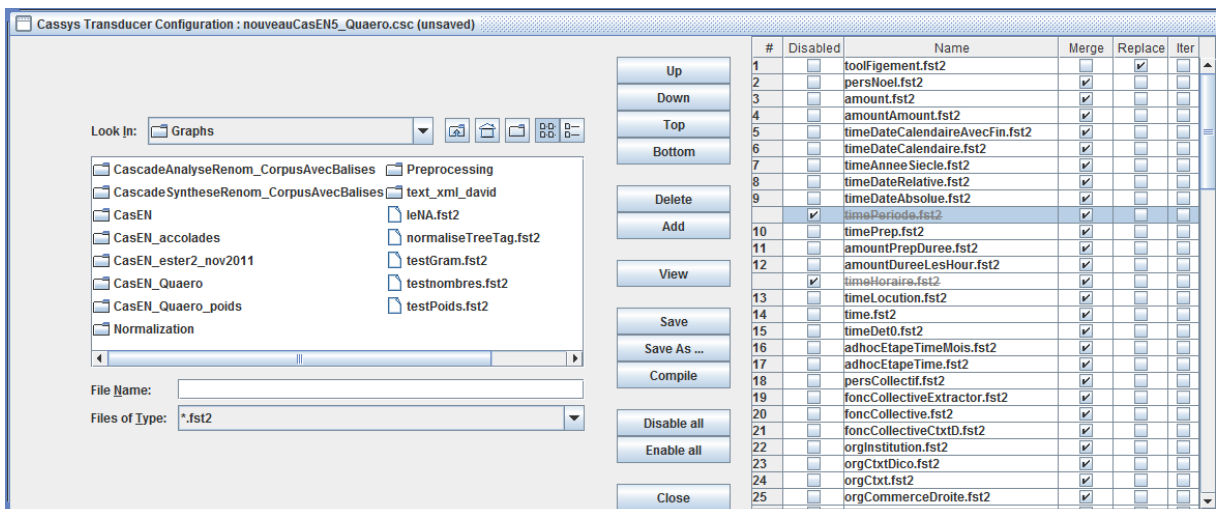 Cassys Transducer Configuration : nouveauCasEN5_Quaero.csc (unsaved)
Look In: Graphs
CascadeAnalyseRenom_CorpusAvecBalises Preprocessing
CascadeSyntheseRenom_CorpusAvecBalises text_xml_david
CasEN leNA.fst2
CasEN_accolades normaliseTreeTag.fst2
CasEN_ester2_nov2011 testGram.fst2
CasEN_Quaero testnombres.fst2
CasEN_Quaero_poids testPoids.fst2
Normalization
File Name:
Files of Type: *.fst2
Up
Down
Top
Bottom
Delete
Add
View
Save
Save As ...
Compile
Disable all
Enable all
Close
# Disabled Name Merge Replace Iter
1 toolFigement.fst2
2 persNoel.fst2
3 amount.fst2
4 amountAmount.fst2
5 timeDateCalendaireAvecFin.fst2
6 timeDateCalendaire.fst2
7 timeAnneeSiecle.fst2
8 timeDateRelative.fst2
9 timeDateAbsolue.fst2
timePeriode.fst2
10 timePrep.fst2
11 amountPrepDuree.fst2
12 amountDureeLesHour.fst2
timeHoraire.fst2
13 timeLocution.fst2
14 time.fst2
15 timeDet0.fst2
16 adhocEtapeTimeMois.fst2
17 adhocEtapeTime.fst2
18 persCollectif.fst2
19 foncCollectiveExtractor.fst2
20 foncCollective.fst2
21 foncCollectiveCtxtD.fst2
22 orgInstitution.fst2
23 orgCtxtDico.fst2
24 orgCtxt.fst2
25 orgCommerceDroite.fst2